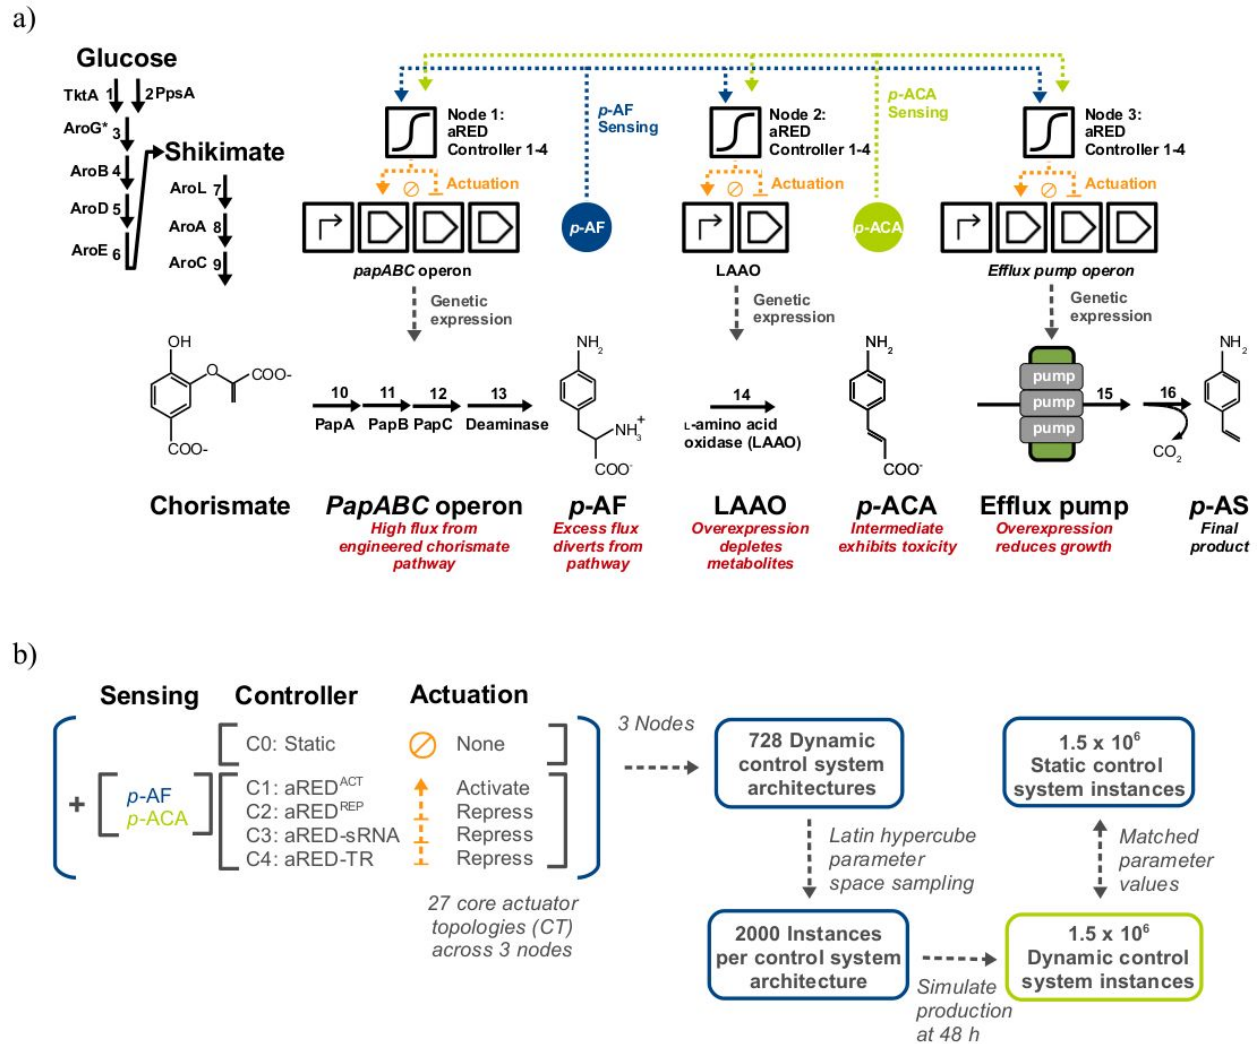 a)
Glucose
TktA 1 2 PpsA
AroG* 3
AroB 4
AroD 5
AroE 6
Shikimate
AroL 7
AroA 8
AroC 9
Node 1:
aRED
Controller 1-4
p-AF
Sensing
Node 2:
aRED
Controller 1-4
p-ACA
Sensing
Node 3:
aRED
Controller 1-4
Actuation
Actuation
Actuation
p-AF
p-ACA
papABC operon
LAAO
Efflux pump operon
Genetic
expression
Genetic
expression
Genetic
expression
OH
O
COO-
COO-
10 11 12 13
PapA PapB PapC Deaminase
NH2
NH3+
COO-
14
L-amino acid
oxidase (LAAO)
NH2
COO-
pump
pump
pump
15 16
CO2
NH2
Chorismate
PapABC operon
High flux from
engineered chorismate
pathway
p-AF
Excess flux
diverts from
pathway
LAAO
Overexpression
depletes
metabolites
p-ACA
Intermediate
exhibits toxicity
Efflux pump
Overexpression
reduces growth
p-AS
Final
product
b)
Sensing Controller Actuation
C0: Static None
+
p-AF
p-ACA
C1: aRED^ACT Activate
C2: aRED^REP Repress
C3: aRED-sRNA Repress
C4: aRED-TR Repress
27 core actuator
topologies (CT)
across 3 nodes
3 Nodes
728 Dynamic
control system
architectures
Latin hypercube
parameter
space sampling
2000 Instances
per control system
architecture
Simulate
production
at 48 h
1.5 x 10^6
Dynamic control
system instances
Matched
parameter
values
1.5 x 10^6
Static control
system instances